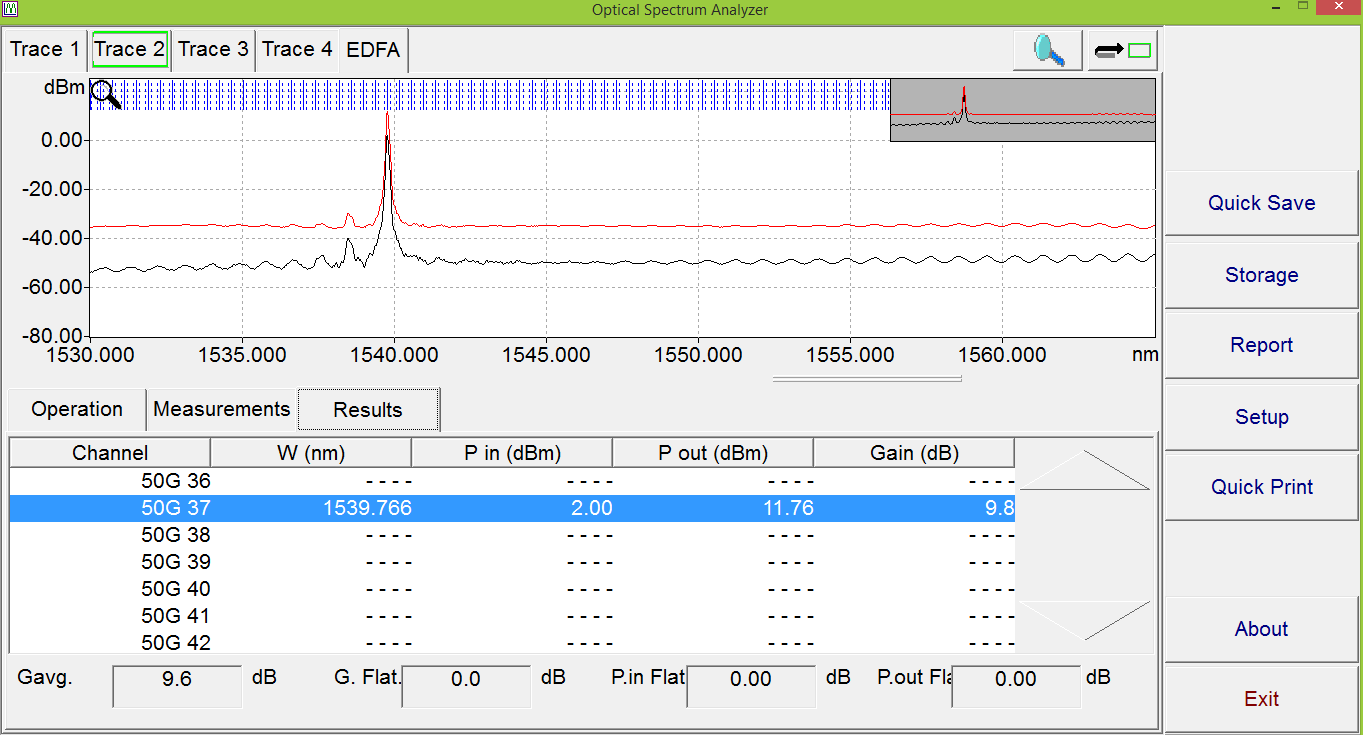 Optical Spectrum Analyzer
Trace 1 Trace 2 Trace 3 Trace 4 EDFA
dBm
0.00
-20.00
-40.00
-60.00
-80.00
1530.000 1535.000 1540.000 1545.000 1550.000 1555.000 1560.000 nm
Operation Measurements Results
Channel W (nm) P in (dBm) P out (dBm) Gain (dB)
50G 36 - - - - - - - - - - - - - - - -
50G 37 1539.766 2.00 11.76 9.8
50G 38 - - - - - - - - - - - - - - - -
50G 39 - - - - - - - - - - - - - - - -
50G 40 - - - - - - - - - - - - - - - -
50G 41 - - - - - - - - - - - - - - - -
50G 42 - - - - - - - - - - - - - - - -
Gavg. 9.6 dB G. Flat. 0.0 dB P.in Flat 0.00 dB P.out Fla 0.00 dB
Quick Save
Storage
Report
Setup
Quick Print
About
Exit